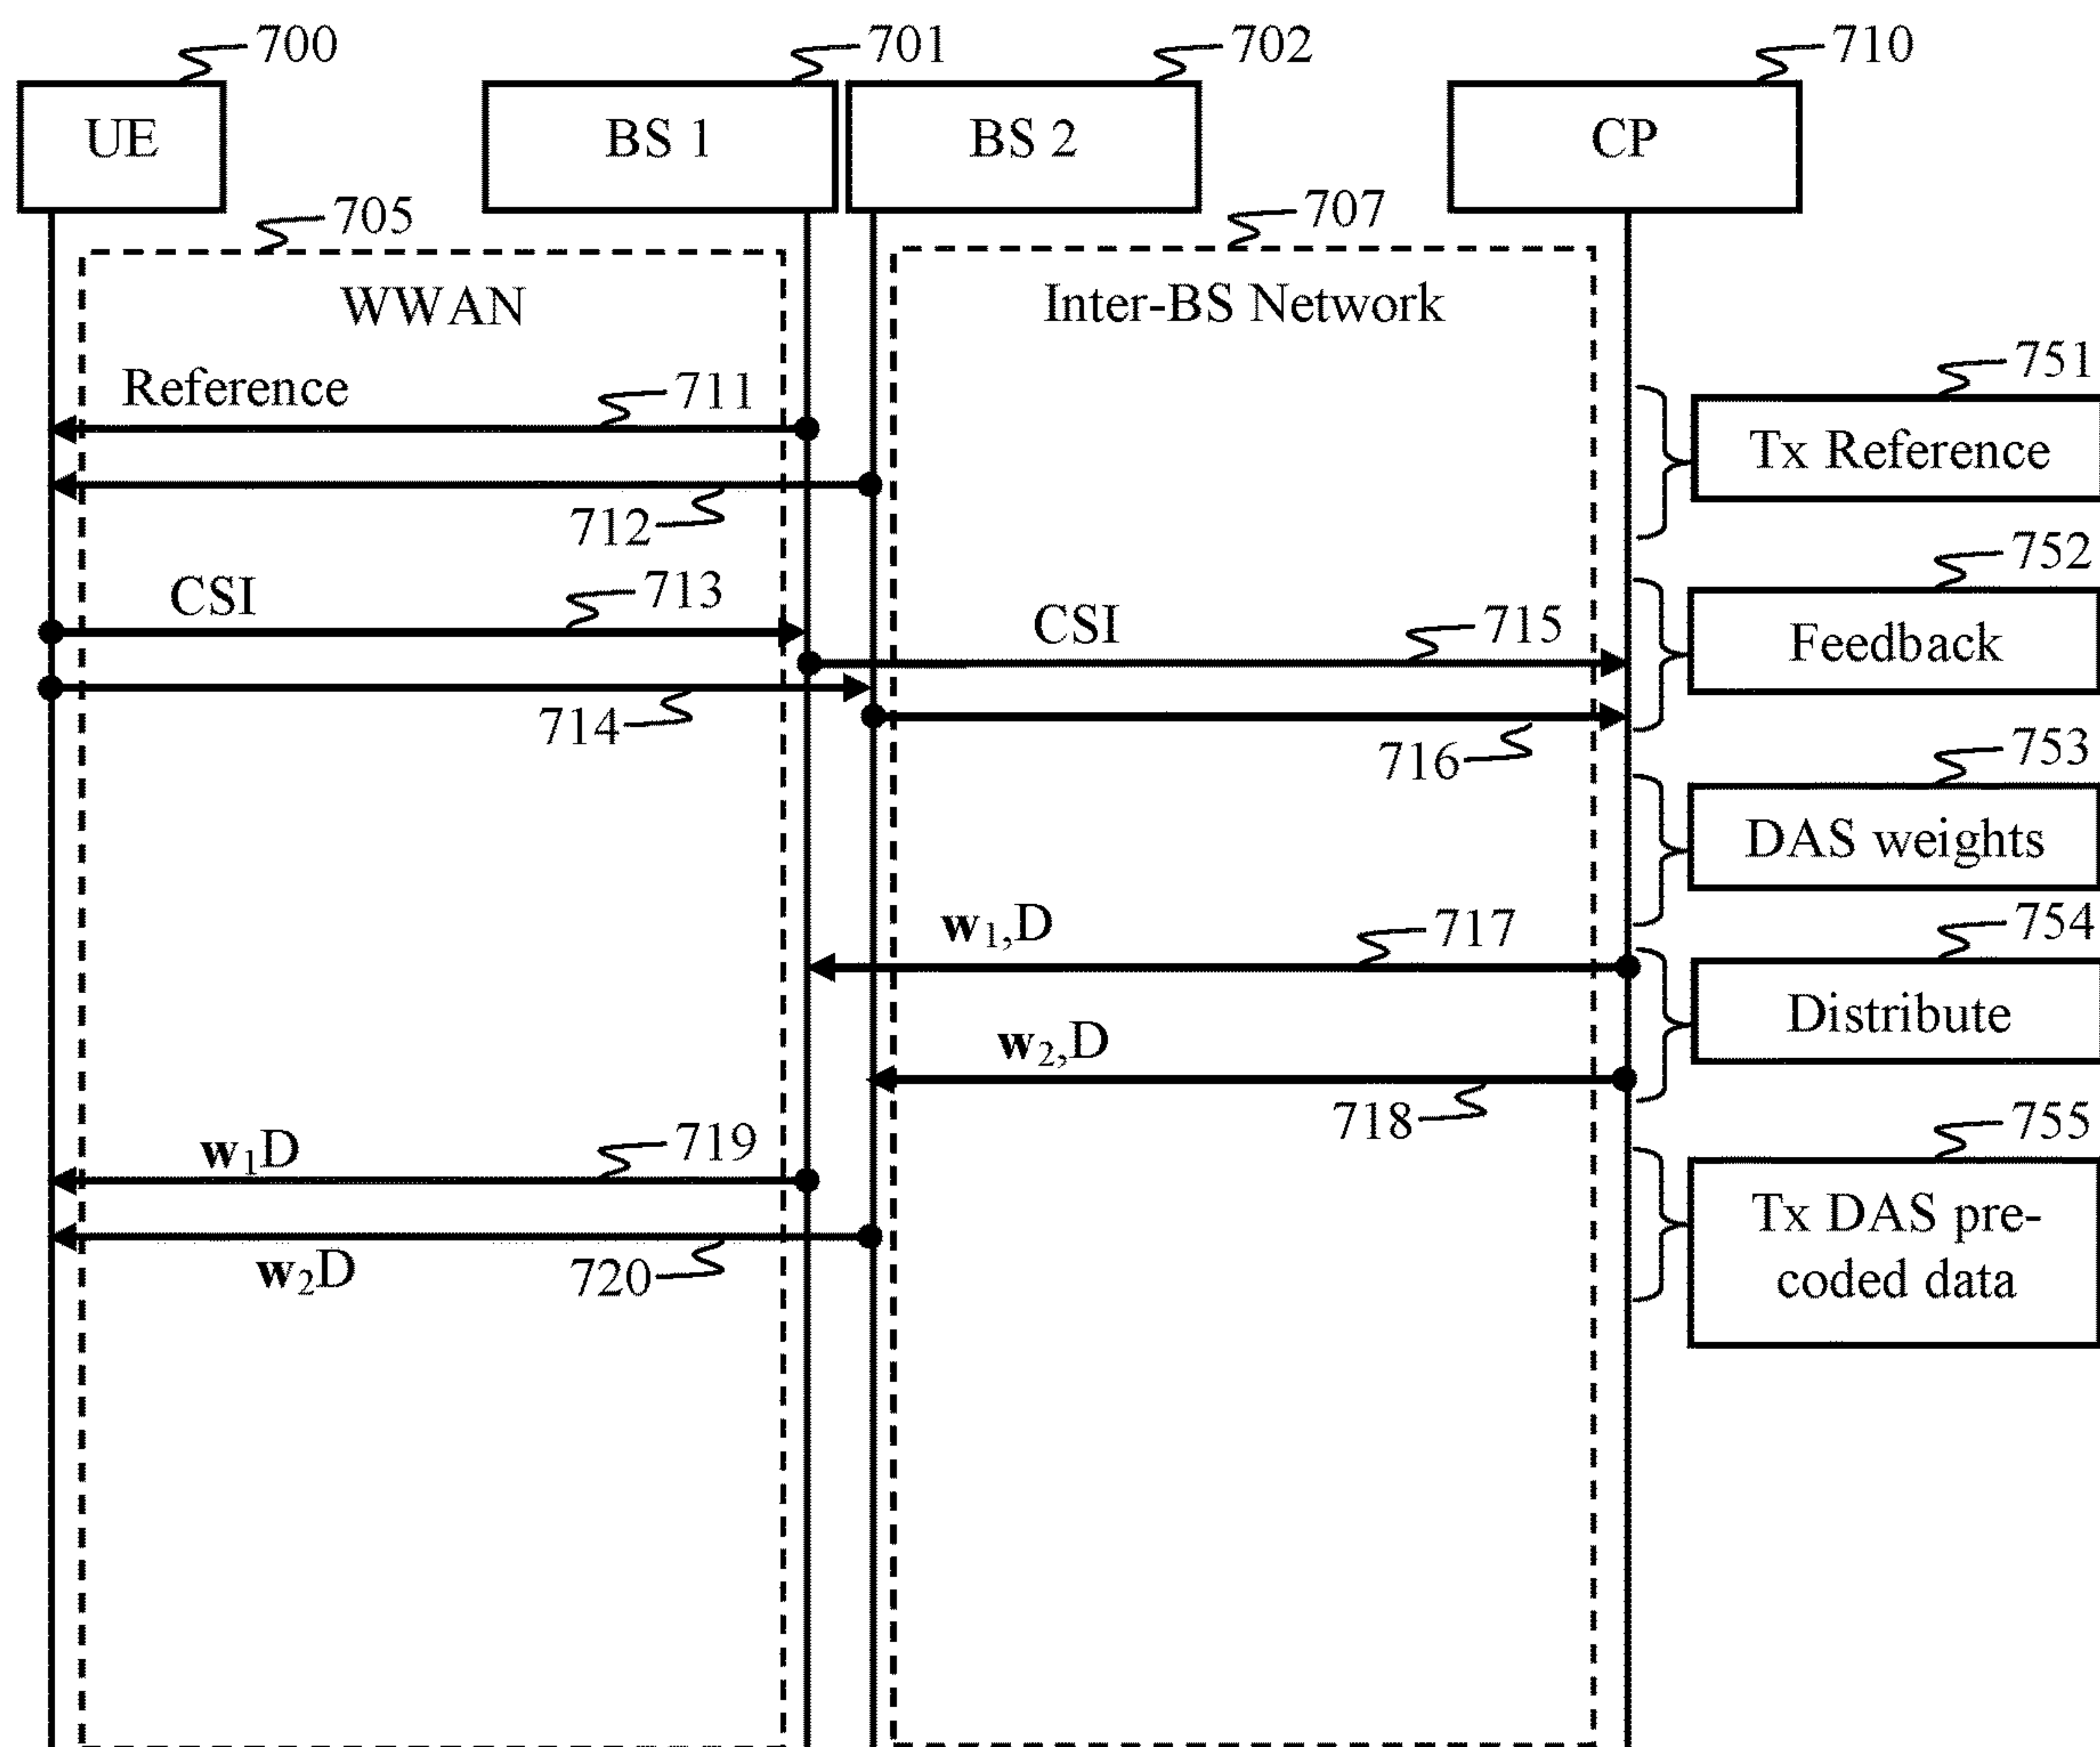 700
701
702
710
UE
BS 1
BS 2
CP
705
707
WWAN
Inter-BS Network
Reference
711
712
751
Tx Reference
CSI
713
714
CSI
715
716
752
Feedback
753
DAS weights
w₁,D
717
w₂,D
718
754
Distribute
w₁D
719
w₂D
720
755
Tx DAS pre-
coded data